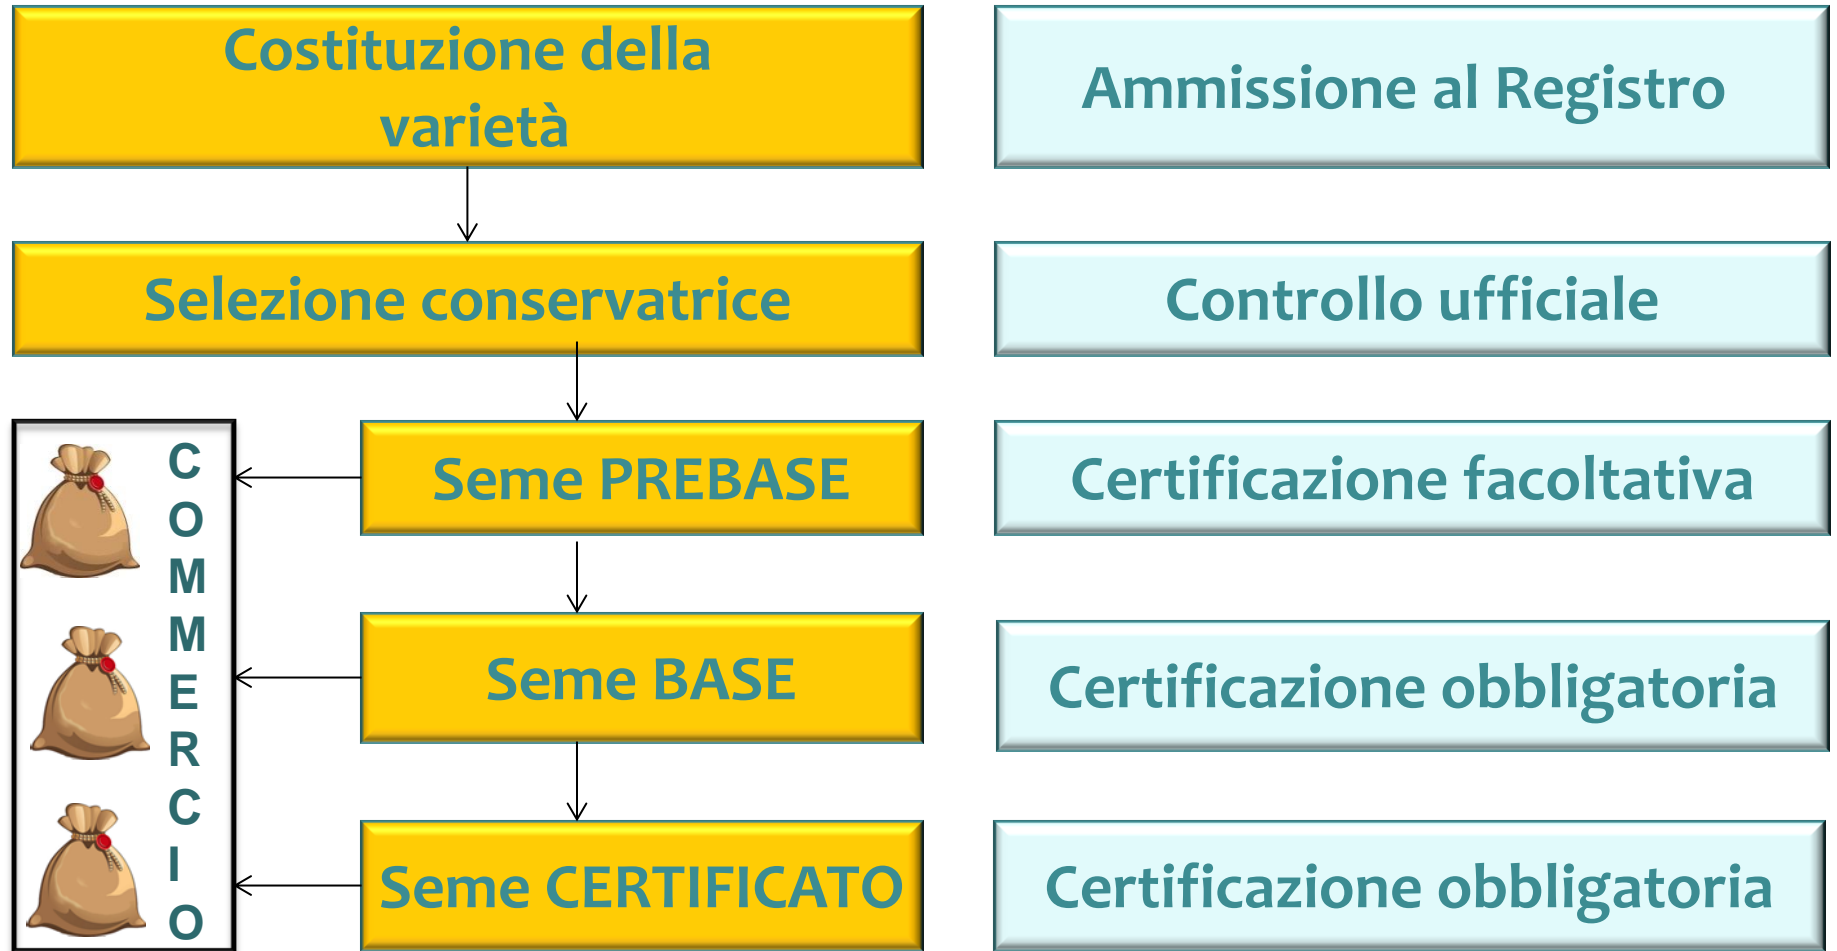 Costituzione della
varietà
Ammissione al Registro
Selezione conservatrice
Controllo ufficiale
COMMERCIO
Seme PREBASE
Certificazione facoltativa
Seme BASE
Certificazione obbligatoria
Seme CERTIFICATO
Certificazione obbligatoria